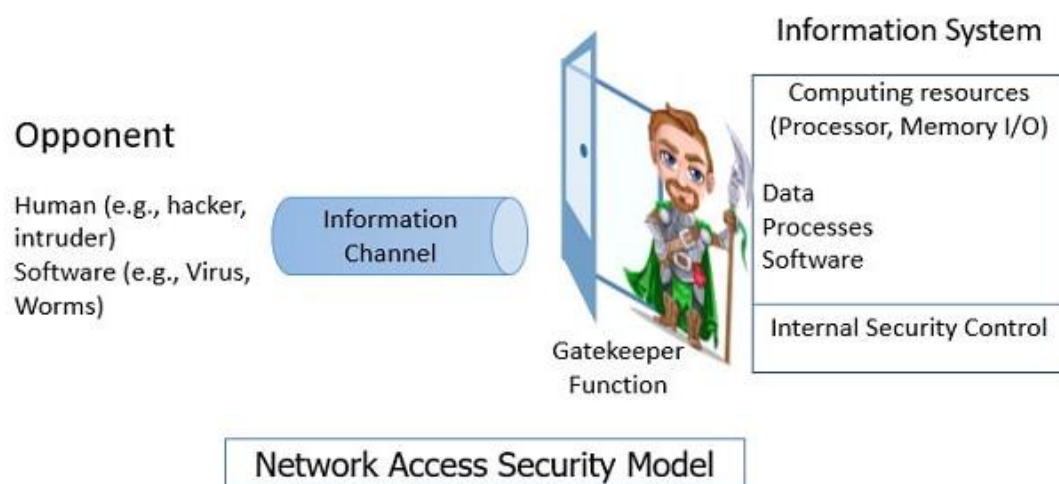 Information System
Computing resources
(Processor, Memory I/O)
Data
Processes
Software
Internal Security Control
Opponent
Human (e.g., hacker,
intruder)
Software (e.g., Virus,
Worms)
Information
Channel
Gatekeeper
Function
Network Access Security Model